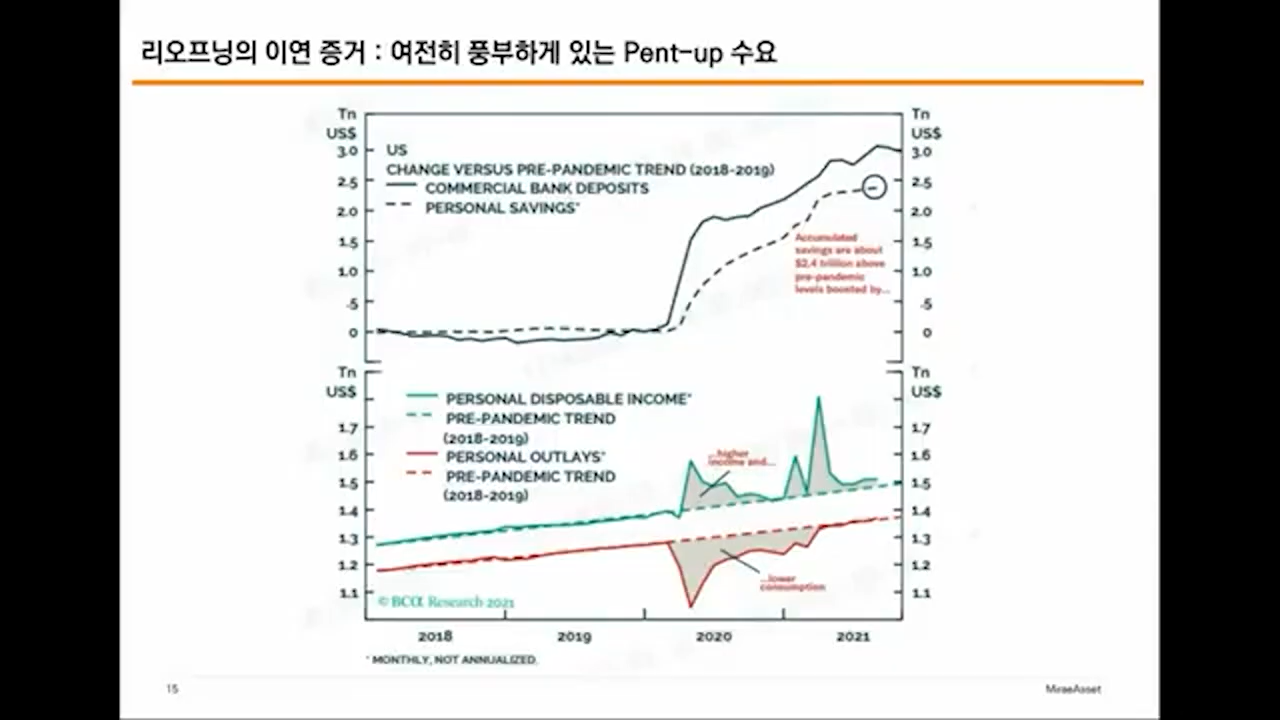 리오프닝의 이연 증거 : 여전히 풍부하게 있는 Pent-up 수요
Tn
US$
Tn
US$
3.0
2.5
2.0
1.5
1.0
.5
0
US
CHANGE VERSUS PRE-PANDEMIC TREND (2018-2019)
COMMERCIAL BANK DEPOSITS
PERSONAL SAVINGS*
Accumulated
savings are about
$2.4 trillion above
pre-pandemic
levels boosted by...
3.0
2.5
2.0
1.5
1.0
.5
0
Tn
US$
Tn
US$
1.7
1.6
1.5
1.4
1.3
1.2
1.1
PERSONAL DISPOSABLE INCOME*
PRE-PANDEMIC TREND
(2018-2019)
PERSONAL OUTLAYS*
PRE-PANDEMIC TREND
(2018-2019)
...higher
income and...
...lower
consumption
1.7
1.6
1.5
1.4
1.3
1.2
1.1
© BCA Research 2021
2018 2019 2020 2021
* MONTHLY, NOT ANNUALIZED.
15
MiraeAsset